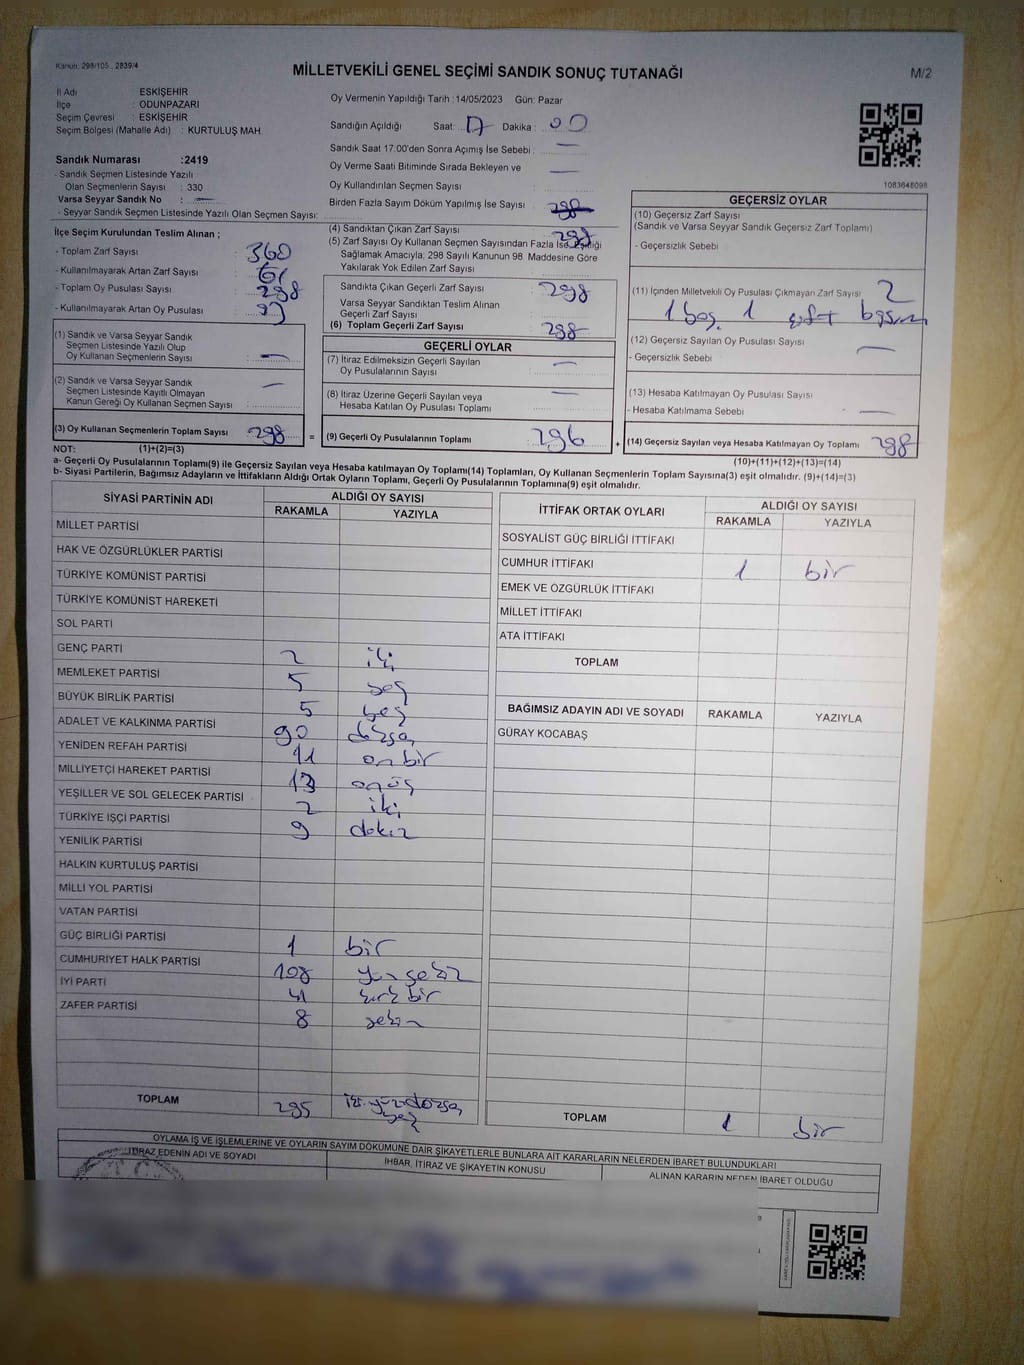 Kanun: 298/105 , 2839/4
MİLLETVEKİLİ GENEL SEÇİMİ SANDIK SONUÇ TUTANAĞI
M/2
İl Adı ESKİŞEHİR
İlçe : ODUNPAZARI
Seçim Çevresi : ESKİŞEHİR
Seçim Bölgesi (Mahalle Adı) : KURTULUŞ MAH.
Sandık Numarası :2419
- Sandık Seçmen Listesinde Yazılı
Olan Seçmenlerin Sayısı : 330
Varsa Seyyar Sandık No : —
- Seyyar Sandık Seçmen Listesinde Yazılı Olan Seçmen Sayısı:
Oy Vermenin Yapıldığı Tarih :14/05/2023 Gün: Pazar
Sandığın Açıldığı Saat: 17 Dakika : 00
Sandık Saat 17:00'den Sonra Açımış İse Sebebi : —
Oy Verme Saati Bitiminde Sırada Bekleyen ve
Oy Kullandırılan Seçmen Sayısı : —
Birden Fazla Sayım Döküm Yapılmış İse Sayısı :
1083648098
İlçe Seçim Kurulundan Teslim Alınan ;
- Toplam Zarf Sayısı : 360
- Kullanılmayarak Artan Zarf Sayısı : 61
- Toplam Oy Pusulası Sayısı : 298
- Kullanılmayarak Artan Oy Pusulası :
(1) Sandık ve Varsa Seyyar Sandık
Seçmen Listesinde Yazılı Olup
Oy Kullanan Seçmenlerin Sayısı : —
(2) Sandık ve Varsa Seyyar Sandık
Seçmen Listesinde Kayıtlı Olmayan
Kanun Gereği Oy Kullanan Seçmen Sayısı : —
(3) Oy Kullanan Seçmenlerin Toplam Sayısı : 298
(4) Sandıktan Çıkan Zarf Sayısı : 298
(5) Zarf Sayısı Oy Kullanan Seçmen Sayısından Fazla İse, Eşitliği
Sağlamak Amacıyla; 298 Sayılı Kanunun 98. Maddesine Göre
Yakılarak Yok Edilen Zarf Sayısı :
Sandıkta Çıkan Geçerli Zarf Sayısı : 298
Varsa Seyyar Sandıktan Teslim Alınan
Geçerli Zarf Sayısı :
(6) Toplam Geçerli Zarf Sayısı : 298
GEÇERLİ OYLAR
(7) İtiraz Edilmeksizin Geçerli Sayılan
Oy Pusulalarının Sayısı : —
(8) İtiraz Üzerine Geçerli Sayılan veya
Hesaba Katılan Oy Pusulası Toplamı : —
= (9) Geçerli Oy Pusulalarının Toplamı : 296
GEÇERSİZ OYLAR
(10) Geçersiz Zarf Sayısı
(Sandık ve Varsa Seyyar Sandık Geçersiz Zarf Toplamı)
- Geçersizlik Sebebi
(11) İçinden Milletvekili Oy Pusulası Çıkmayan Zarf Sayısı 2
1 boş. 1 çift basım
(12) Geçersiz Sayılan Oy Pusulası Sayısı : —
- Geçersizlik Sebebi
(13) Hesaba Katılmayan Oy Pusulası Sayısı
- Hesaba Katılmama Sebebi : —
+ (14) Geçersiz Sayılan veya Hesaba Katılmayan Oy Toplamı 298
NOT: (1)+(2)=(3)
(10)+(11)+(12)+(13)=(14)
a- Geçerli Oy Pusulalarının Toplamı(9) ile Geçersiz Sayılan veya Hesaba katılmayan Oy Toplamı(14) Toplamları, Oy Kullanan Seçmenlerin Toplam Sayısına(3) eşit olmalıdır. (9)+(14)=(3)
b- Siyasi Partilerin, Bağımsız Adayların ve İttifakların Aldığı Ortak Oyların Toplamı, Geçerli Oy Pusulalarının Toplamına(9) eşit olmalıdır.
SİYASİ PARTİNİN ADI ALDIĞI OY SAYISI
RAKAMLA YAZIYLA
MİLLET PARTİSİ
HAK VE ÖZGÜRLÜKLER PARTİSİ
TÜRKİYE KOMÜNİST PARTİSİ
TÜRKİYE KOMÜNİST HAREKETİ
SOL PARTİ
GENÇ PARTİ 2 iki
MEMLEKET PARTİSİ 5 beş
BÜYÜK BİRLİK PARTİSİ 5 beş
ADALET VE KALKINMA PARTİSİ 90 doksan
YENİDEN REFAH PARTİSİ 11 on bir
MİLLİYETÇİ HAREKET PARTİSİ 13 onüç
YEŞİLLER VE SOL GELECEK PARTİSİ 2 iki
TÜRKİYE İŞÇİ PARTİSİ 9 dokuz
YENİLİK PARTİSİ
HALKIN KURTULUŞ PARTİSİ
MİLLİ YOL PARTİSİ
VATAN PARTİSİ
GÜÇ BİRLİĞİ PARTİSİ 1 bir
CUMHURİYET HALK PARTİSİ 108 yüz sekiz
İYİ PARTİ 41 kırk bir
ZAFER PARTİSİ 8 sekiz
TOPLAM 295 iki yüzdoksan beş
İTTİFAK ORTAK OYLARI ALDIĞI OY SAYISI
RAKAMLA YAZIYLA
SOSYALİST GÜÇ BİRLİĞİ İTTİFAKI
CUMHUR İTTİFAKI 1 bir
EMEK VE ÖZGÜRLÜK İTTİFAKI
MİLLET İTTİFAKI
ATA İTTİFAKI
TOPLAM
BAĞIMSIZ ADAYIN ADI VE SOYADI RAKAMLA YAZIYLA
GÜRAY KOCABAŞ
TOPLAM 1 bir
OYLAMA İŞ VE İŞLEMLERİNE VE OYLARIN SAYIM DÖKÜMÜNE DAİR ŞİKAYETLERLE BUNLARA AİT KARARLARIN NELERDEN İBARET BULUNDUKLARI
İTİRAZ EDENİN ADI VE SOYADI İHBAR, İTİRAZ VE ŞİKAYETİN KONUSU ALINAN KARARIN NEDEN İBARET OLDUĞU
T.C.